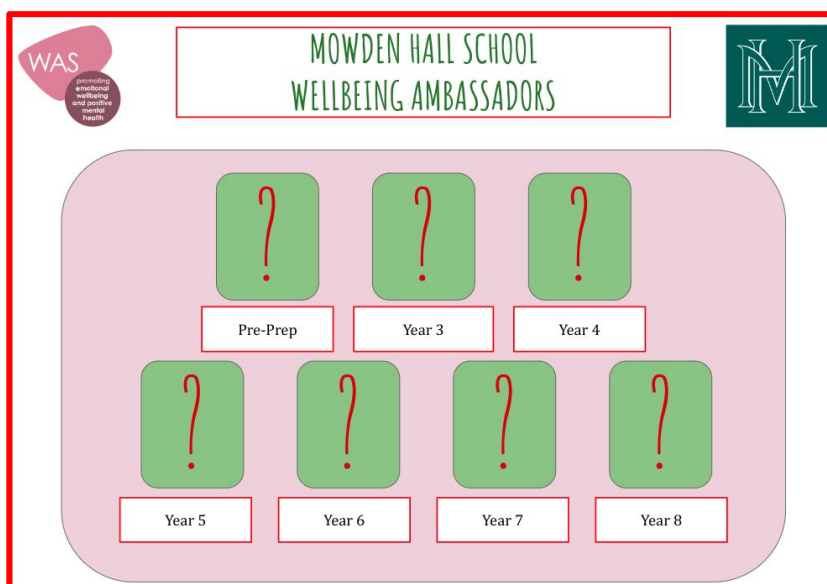 WAS
promoting
emotional
wellbeing
and positive
mental
health
MOWDEN HALL SCHOOL
WELLBEING AMBASSADORS
MH
? ? ?
Pre-Prep Year 3 Year 4
? ? ? ?
Year 5 Year 6 Year 7 Year 8